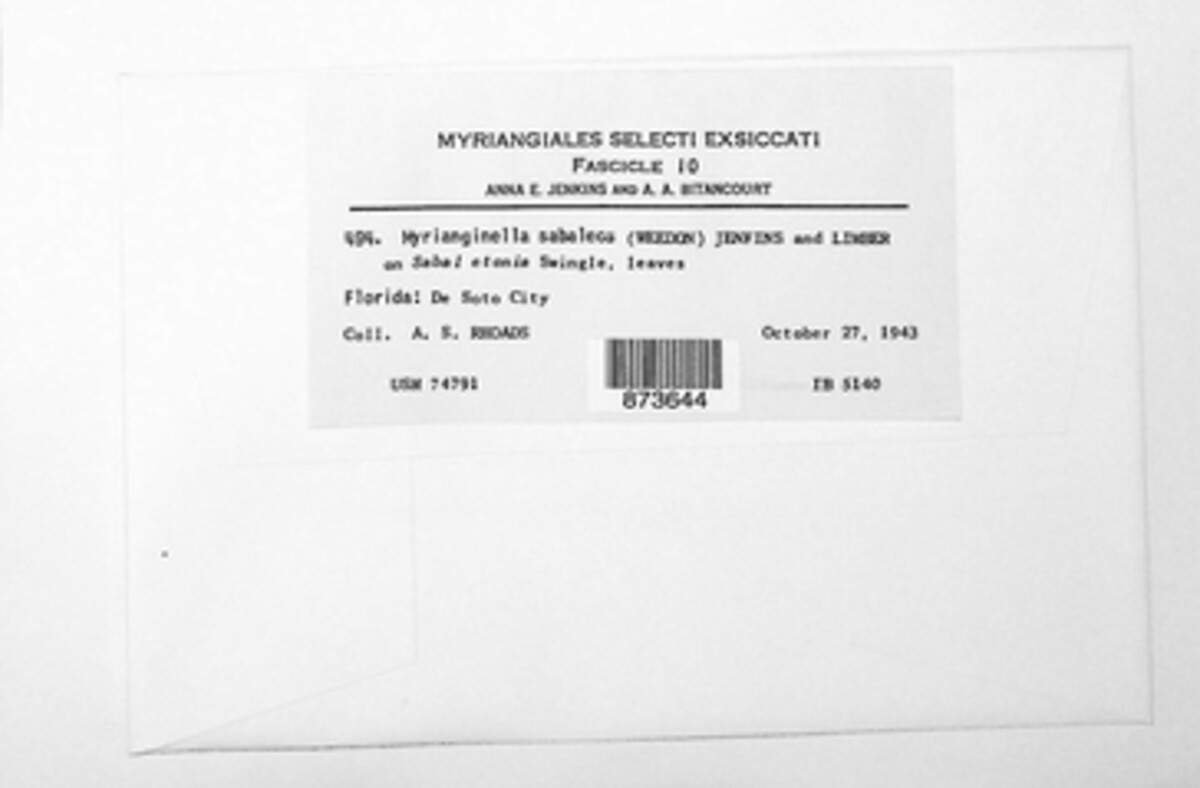 MYRIANGIALES SELECTI EXSICCATI
FASCICLE 10
ANNA E. JENKINS AND A. A. BITANCOURT
494. Myrianginella sabaleos (WEEDON) JENKINS and LIMBER
on Sabal etonia Swingle, leaves
Florida: De Soto City
Coll. A. S. RHOADS October 27, 1943
USM 74791 IB 5140
873644